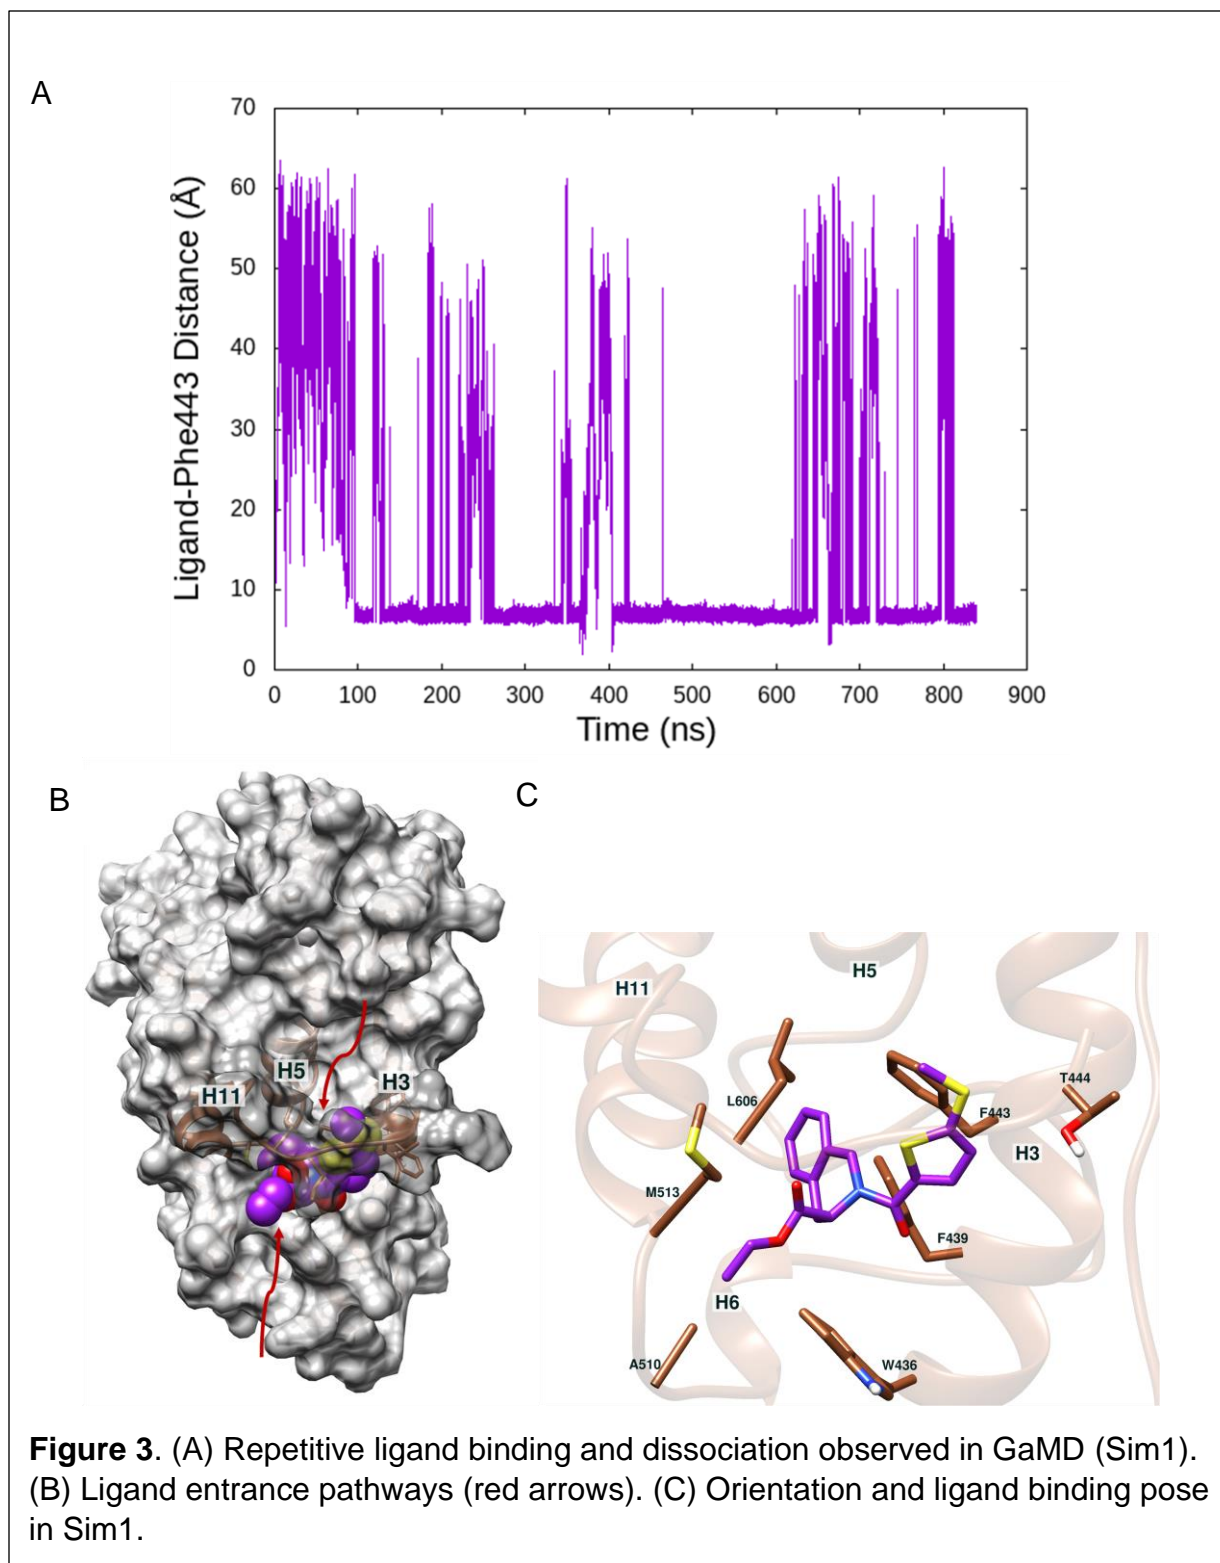 A
70
60
50
40
30
20
10
0
Ligand-Phe443 Distance (Å)
0 100 200 300 400 500 600 700 800 900
Time (ns)
B
H5
H3
H11
C
H5
H11
T444
L606
F443
H3
M513
F439
H6
A510
W436
Figure 3. (A) Repetitive ligand binding and dissociation observed in GaMD (Sim1).
(B) Ligand entrance pathways (red arrows). (C) Orientation and ligand binding pose
in Sim1.